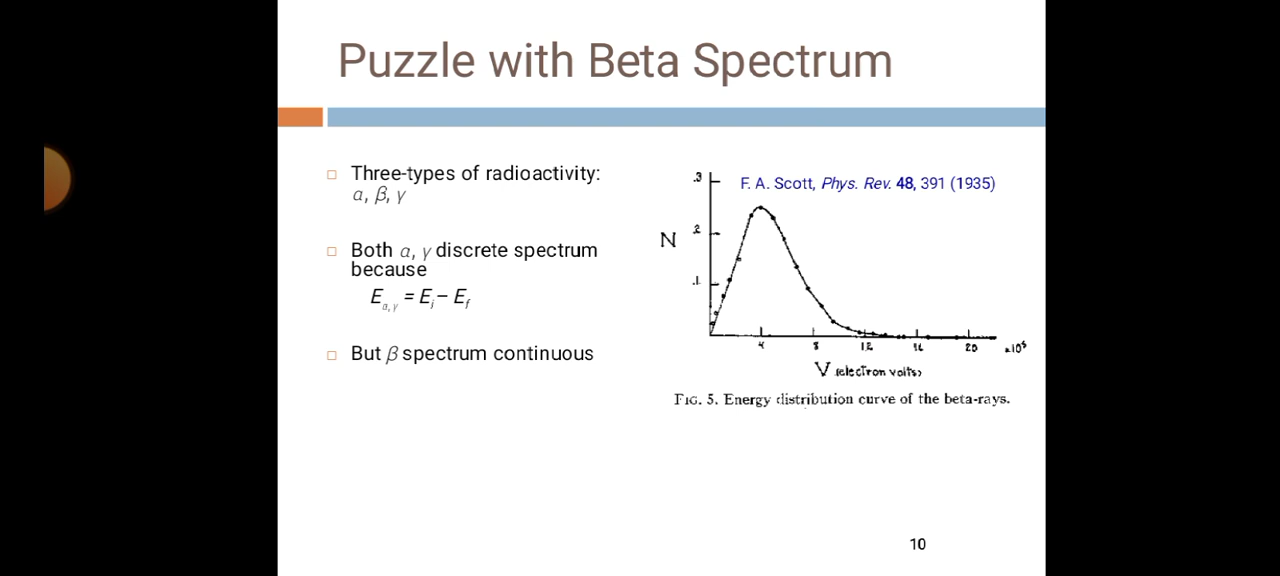 Puzzle with Beta Spectrum
Three-types of radioactivity:
α, β, γ
Both α, γ discrete spectrum
because
Eα,γ = Ei – Ef
But β spectrum continuous
F. A. Scott, Phys. Rev. 48, 391 (1935)
.3
.2
.1
N
4 8 12 16 20 ×10⁵
V (electron volts)
FIG. 5. Energy distribution curve of the beta-rays.
10